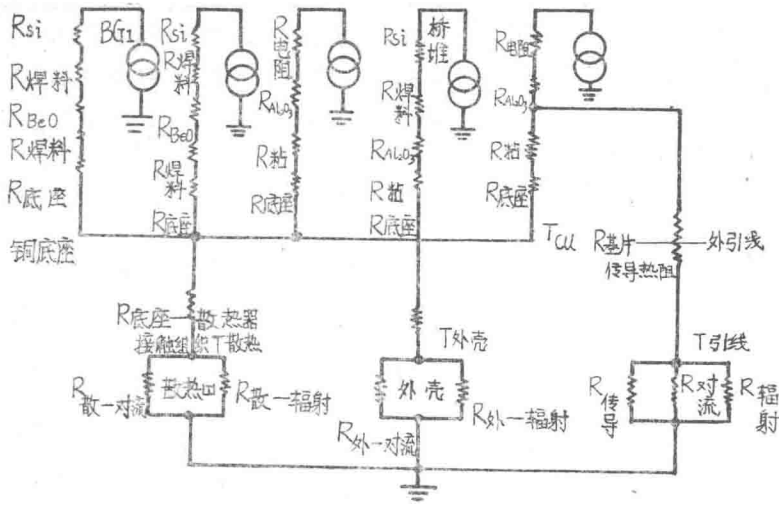 Rsi
R焊料
RBeO
R焊料
R底座
铜底座
BG1
Rsi
R焊料
RBeO
R焊料
R底座
R电阻
RAl₂O₃
R粘
R底座
Rsi
桥堆
R焊料
RAl₂O₃
R粘
R底座
R电阻
RAl₂O₃
R粘
R底座
Tcu
R基片
传导热阻
外引线
R底座—散热器
T散热
散热
R散—对流
R散—辐射
T外壳
外壳
R外—对流
R外—辐射
T引线
R传导
R对流
R辐射